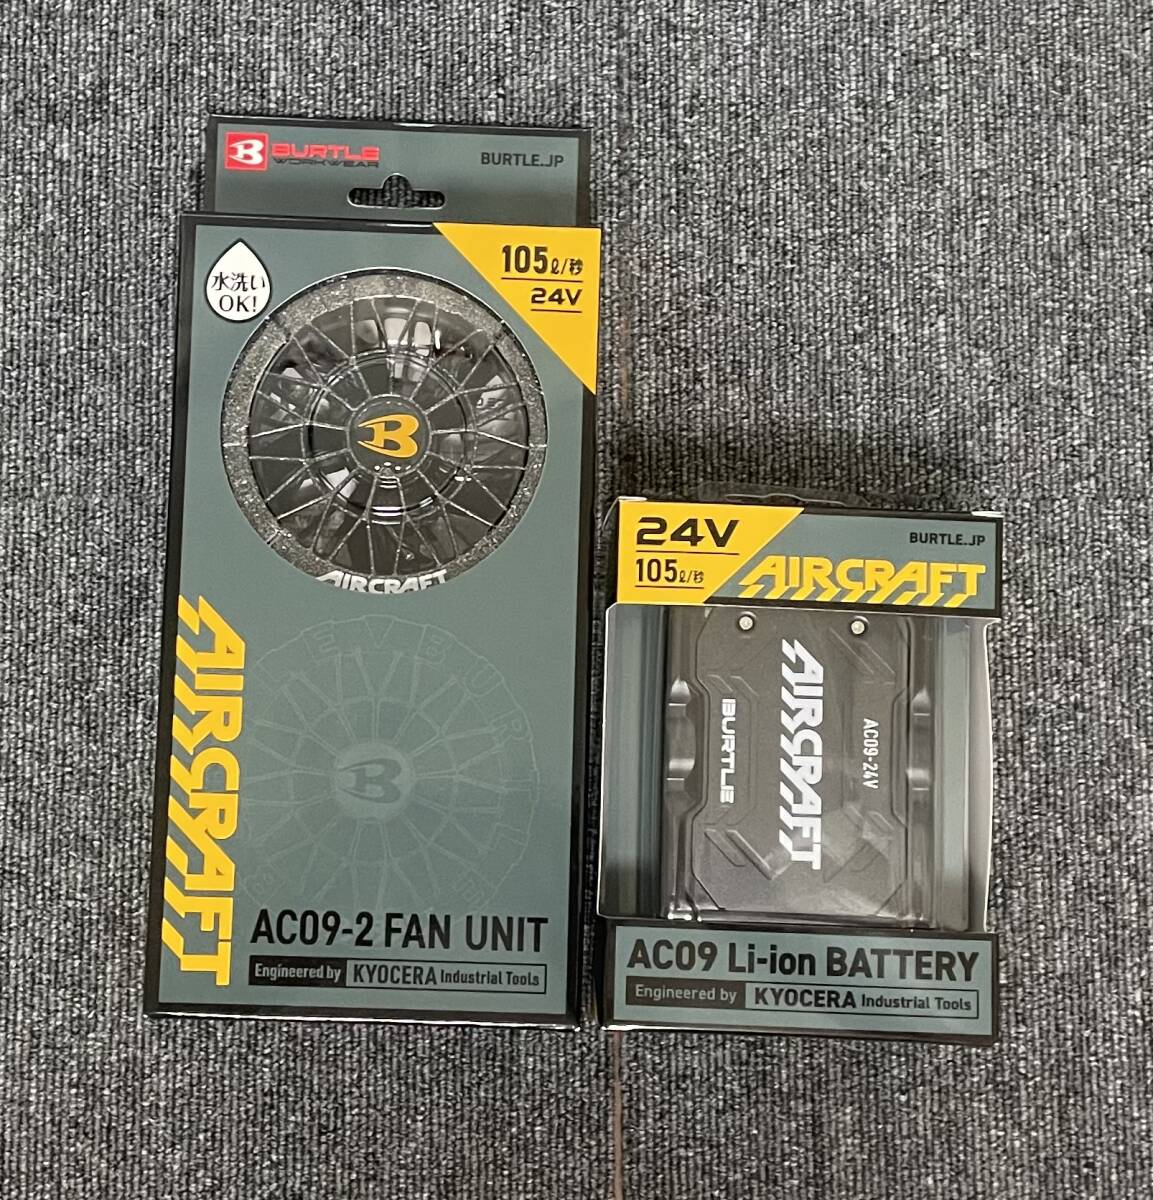 BURTLE
WORKWEAR
BURTLE.JP
水洗い
OK!
105ℓ/秒
24V
B
AIRCRAFT
AIRCRAFT
EVBURTLE
B
AC09-2 FAN UNIT
Engineered by KYOCERA Industrial Tools
24V
105ℓ/秒
BURTLE.JP
AIRCRAFT
AIRCRAFT
BURTLE
AC09-24V
AC09 Li-ion BATTERY
Engineered by KYOCERA Industrial Tools